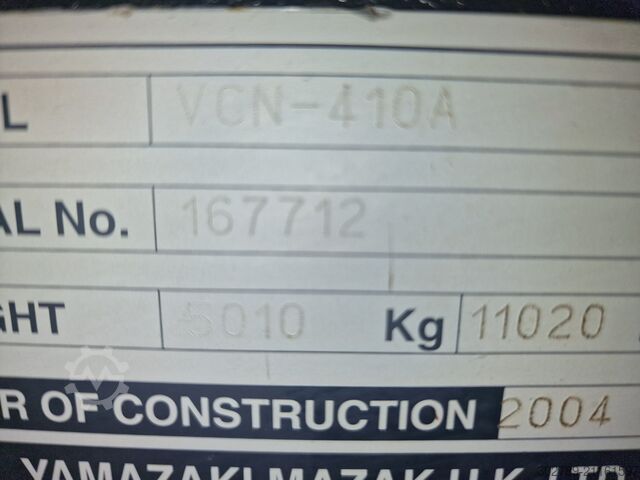 L VCN-410A
AL No. 167712
GHT 5010 Kg 11020
R OF CONSTRUCTION 2004
YAMAZAKI MAZAK U.K. LTD